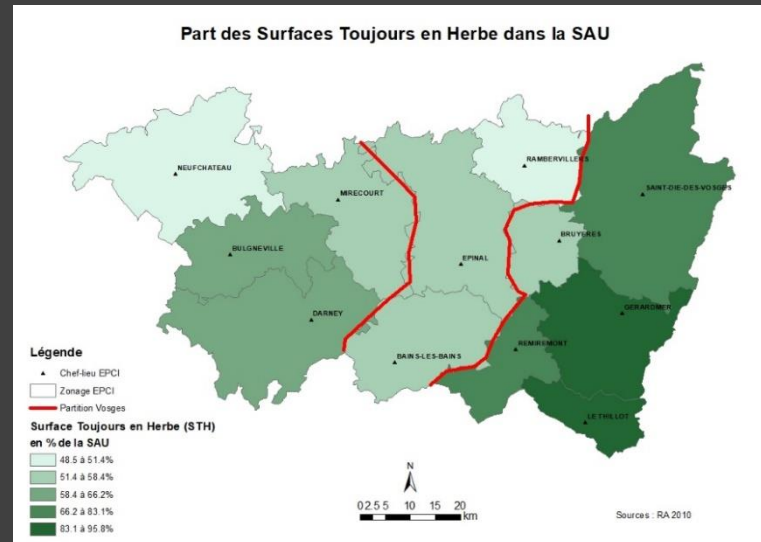 Part des Surfaces Toujours en Herbe dans la SAU
NEUFCHATEAU
MIRECOURT
RAMBERVILLERS
SAINT-DIE-DES-VOSGES
BULGNEVILLE
BRUYERES
EPINAL
DARNEY
GERARDMER
BAINS-LES-BAINS
REMIREMONT
LE THILLOT
Légende
Chef-lieu EPCI
Zonage EPCI
Partition Vosges
Surface Toujours en Herbe (STH)
en % de la SAU
48.5 à 51.4%
51.4 à 58.4%
58.4 à 66.2%
66.2 à 83.1%
83.1 à 95.8%
N
0 2.5 5 10 15 20
km
Sources : RA 2010